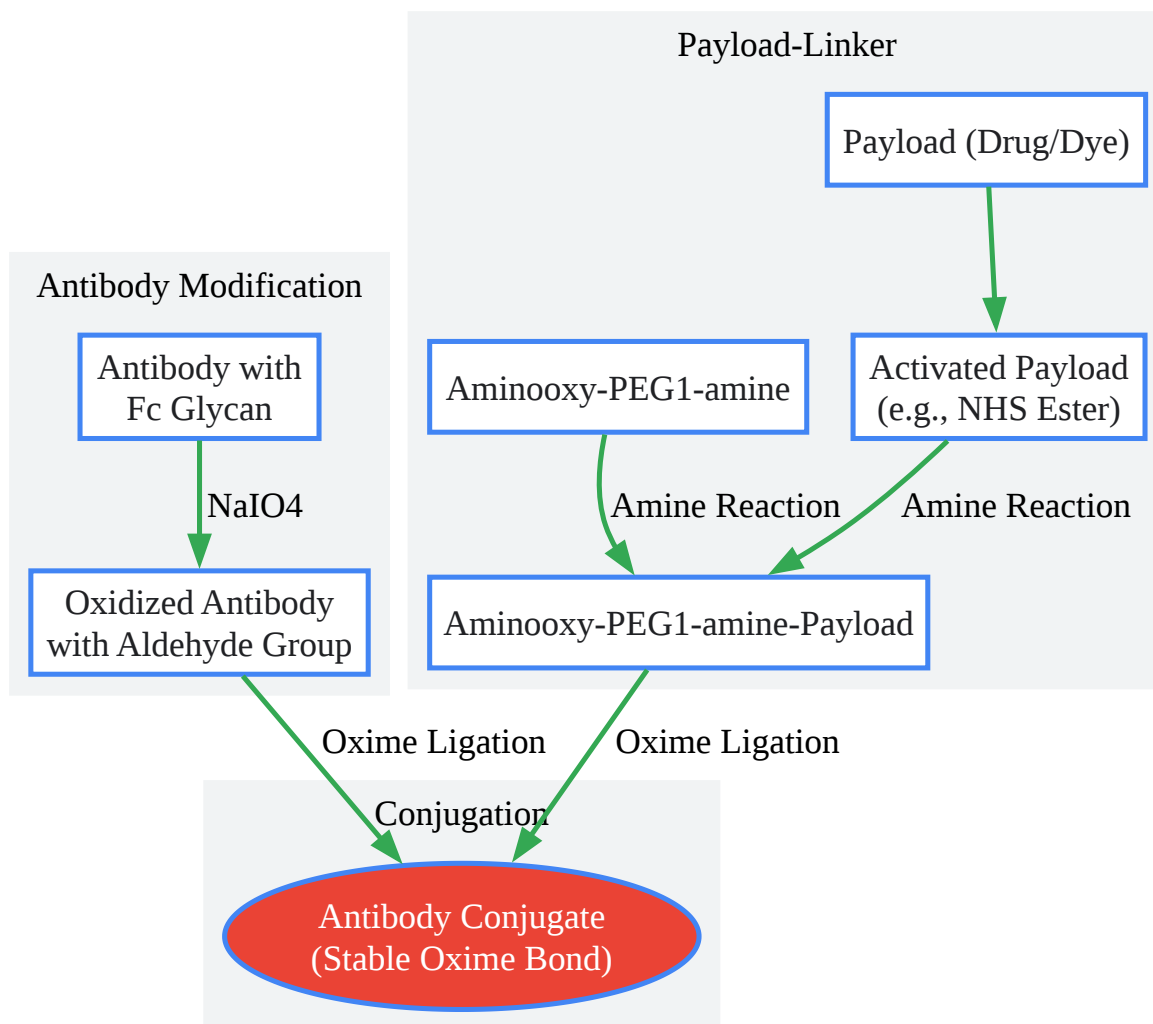 Payload-Linker
Payload (Drug/Dye)
Antibody Modification
Antibody with
Fc Glycan
Aminooxy-PEG1-amine
Activated Payload
(e.g., NHS Ester)
NaIO4
Amine Reaction
Amine Reaction
Oxidized Antibody
with Aldehyde Group
Aminooxy-PEG1-amine-Payload
Oxime Ligation
Oxime Ligation
Conjugation
Antibody Conjugate
(Stable Oxime Bond)